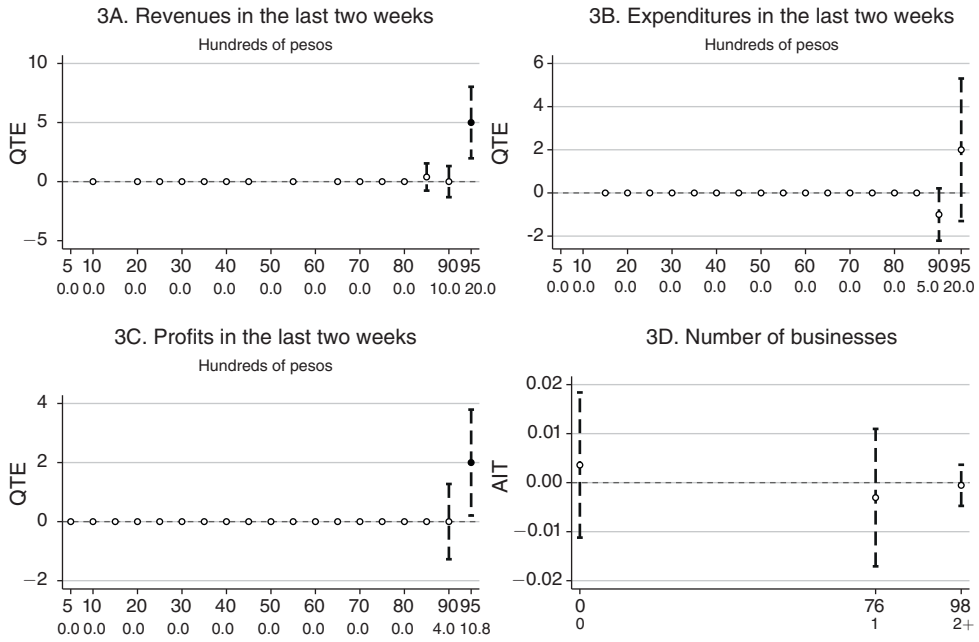 3A. Revenues in the last two weeks
Hundreds of pesos
10
5
0
−5
QTE
5 10 20 30 40 50 60 70 80 90 95
0.0 0.0 0.0 0.0 0.0 0.0 0.0 0.0 0.0 10.0 20.0
3B. Expenditures in the last two weeks
Hundreds of pesos
6
4
2
0
−2
QTE
5 10 20 30 40 50 60 70 80 90 95
0.0 0.0 0.0 0.0 0.0 0.0 0.0 0.0 0.0 5.0 20.0
3C. Profits in the last two weeks
Hundreds of pesos
4
2
0
−2
QTE
5 10 20 30 40 50 60 70 80 90 95
0.0 0.0 0.0 0.0 0.0 0.0 0.0 0.0 0.0 4.0 10.8
3D. Number of businesses
0.02
0.01
0.00
−0.01
−0.02
AIT
0 76 98
0 1 2+